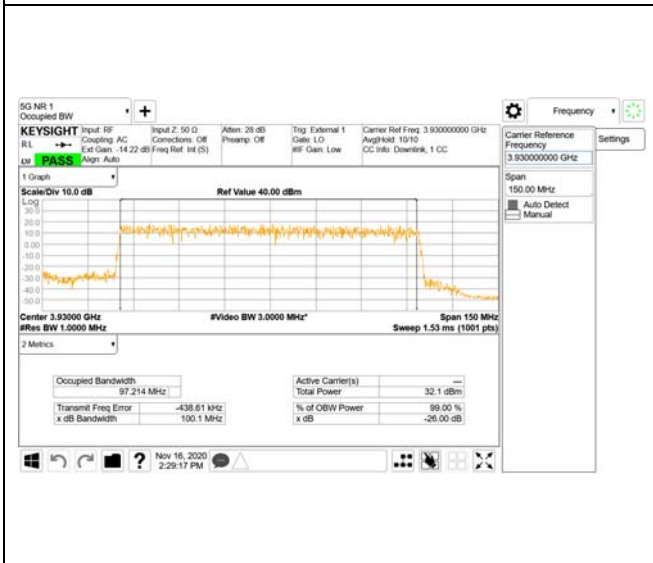 5G NR 1
Occupied BW
Frequency
KEYSIGHT
Input: RF
Input Z: 50 Ω
Atten: 28 dB
Trig: External 1
Carrier Ref Freq: 3.930000000 GHz
Coupling: AC
Corrections: Off
Preamp: Off
Gate: LO
Avg|Hold: 10/10
Ext Gain: -14.22 dB
Freq Ref: Int (S)
#IF Gain: Low
CC Info: Downlink, 1 CC
Align: Auto
PASS
Carrier Reference Frequency
3.930000000 GHz
Settings
Span
150.00 MHz
Auto Detect
Manual
1 Graph
Scale/Div 10.0 dB
Ref Value 40.00 dBm
Log
30.0
20.0
10.0
0.00
-10.0
-20.0
-30.0
-40.0
-50.0
Center 3.93000 GHz
#Video BW 3.0000 MHz*
Span 150 MHz
#Res BW 1.0000 MHz
Sweep 1.53 ms (1001 pts)
2 Metrics
Occupied Bandwidth
97.214 MHz
Active Carrier(s)
---
Total Power
32.1 dBm
Transmit Freq Error
-438.61 kHz
% of OBW Power
99.00 %
x dB Bandwidth
100.1 MHz
x dB
-26.00 dB
?
Nov 16, 2020
2:29:17 PM